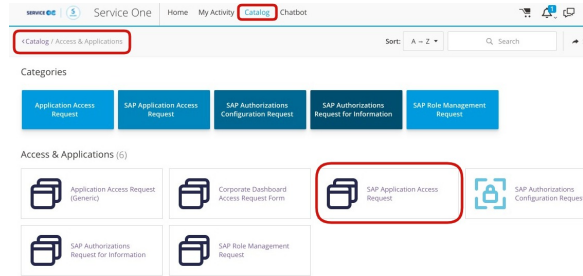 SERVICE ONE S Service One Home My Activity Catalog Chatbot 1
<Catalog / Access & Applications Sort: A → Z Search
Categories
Application Access Request
SAP Application Access Request
SAP Authorizations Configuration Request
SAP Authorizations Request for Information
SAP Role Management Request
Access & Applications (6)
Application Access Request (Generic)
Corporate Dashboard Access Request Form
SAP Application Access Request
SAP Authorizations Configuration Reques
SAP Authorizations Request for Information
SAP Role Management Request